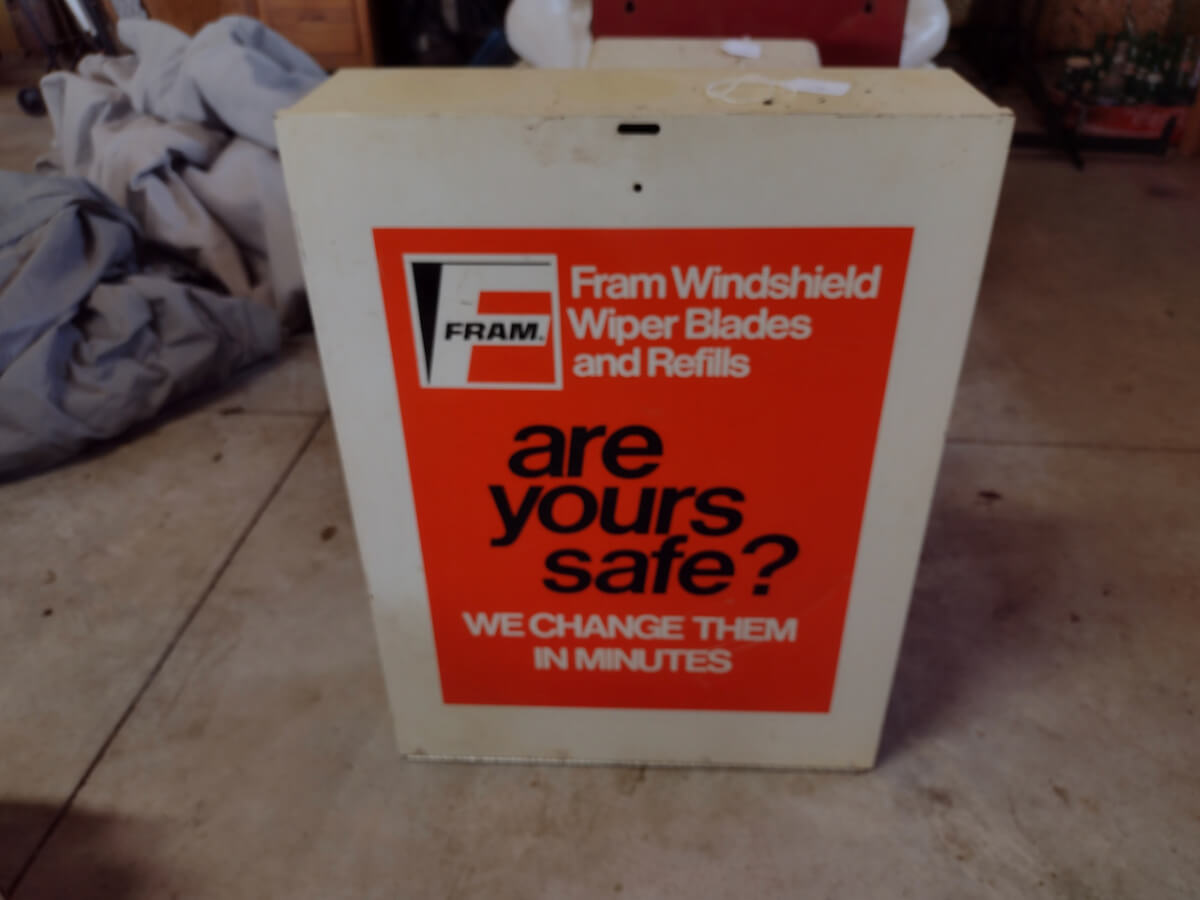 FRAM.
Fram Windshield
Wiper Blades
and Refills
are
yours
safe?
WE CHANGE THEM
IN MINUTES